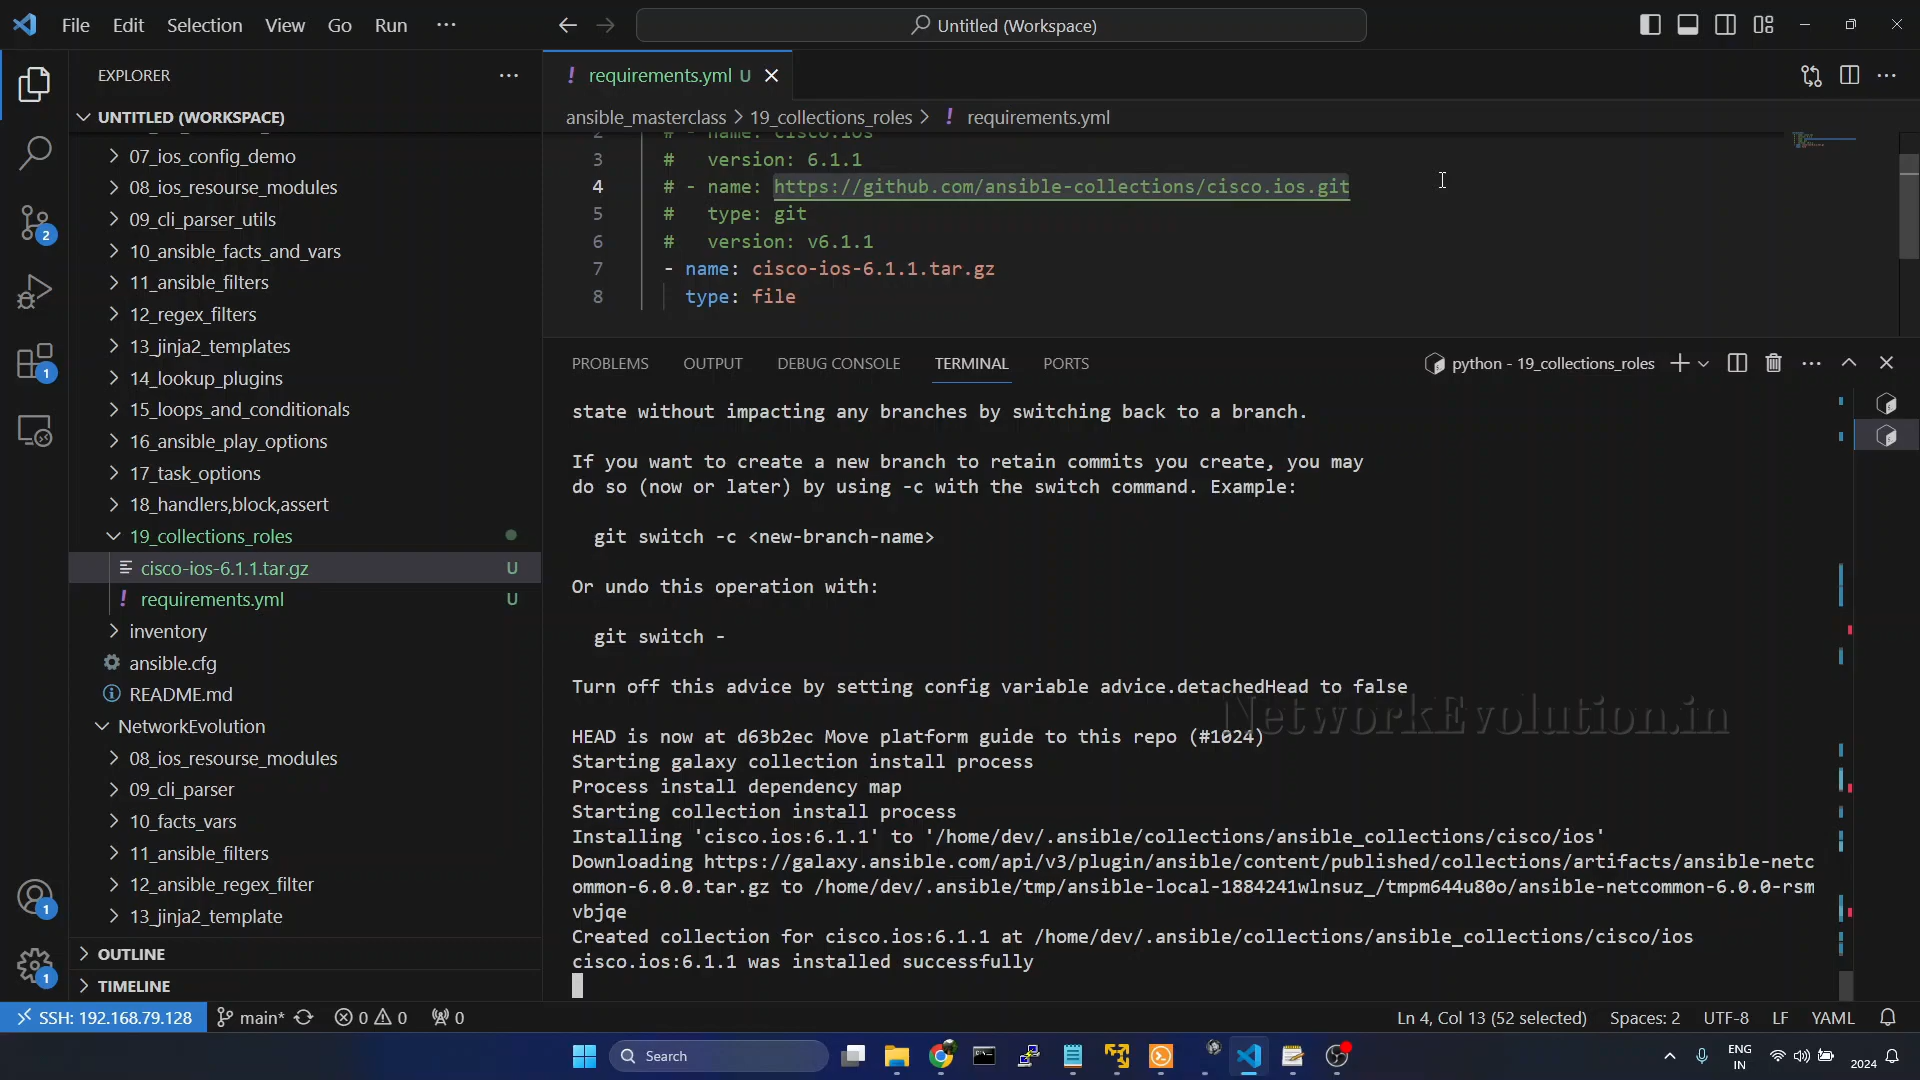 File Edit Selection View Go Run ···
Untitled (Workspace)
EXPLORER
UNTITLED (WORKSPACE)
07_ios_config_demo
08_ios_resourse_modules
09_cli_parser_utils
10_ansible_facts_and_vars
11_ansible_filters
12_regex_filters
13_jinja2_templates
14_lookup_plugins
15_loops_and_conditionals
16_ansible_play_options
17_task_options
18_handlers,block,assert
19_collections_roles
cisco-ios-6.1.1.tar.gz U
! requirements.yml U
inventory
ansible.cfg
README.md
NetworkEvolution
08_ios_resourse_modules
09_cli_parser
10_facts_vars
11_ansible_filters
12_ansible_regex_filter
13_jinja2_template
OUTLINE
TIMELINE
2
1
1
1
! requirements.yml U
ansible_masterclass > 19_collections_roles > ! requirements.yml
2 # - name: cisco.ios
3 #   version: 6.1.1
4 # - name: https://github.com/ansible-collections/cisco.ios.git
5 #   type: git
6 #   version: v6.1.1
7 - name: cisco-ios-6.1.1.tar.gz
8   type: file
PROBLEMS OUTPUT DEBUG CONSOLE TERMINAL PORTS
python - 19_collections_roles
state without impacting any branches by switching back to a branch.
If you want to create a new branch to retain commits you create, you may
do so (now or later) by using -c with the switch command. Example:
git switch -c <new-branch-name>
Or undo this operation with:
git switch -
Turn off this advice by setting config variable advice.detachedHead to false
NetworkEvolution.in
HEAD is now at d63b2ec Move platform guide to this repo (#1024)
Starting galaxy collection install process
Process install dependency map
Starting collection install process
Installing 'cisco.ios:6.1.1' to '/home/dev/.ansible/collections/ansible_collections/cisco/ios'
Downloading https://galaxy.ansible.com/api/v3/plugin/ansible/content/published/collections/artifacts/ansible-netc
ommon-6.0.0.tar.gz to /home/dev/.ansible/tmp/ansible-local-1884241wlnsuz_/tmpm644u80o/ansible-netcommon-6.0.0-rsm
vbjqe
Created collection for cisco.ios:6.1.1 at /home/dev/.ansible/collections/ansible_collections/cisco/ios
cisco.ios:6.1.1 was installed successfully
SSH: 192.168.79.128 main* 0 0 0 Ln 4, Col 13 (52 selected) Spaces: 2 UTF-8 LF YAML
Search
ENG
IN
2024